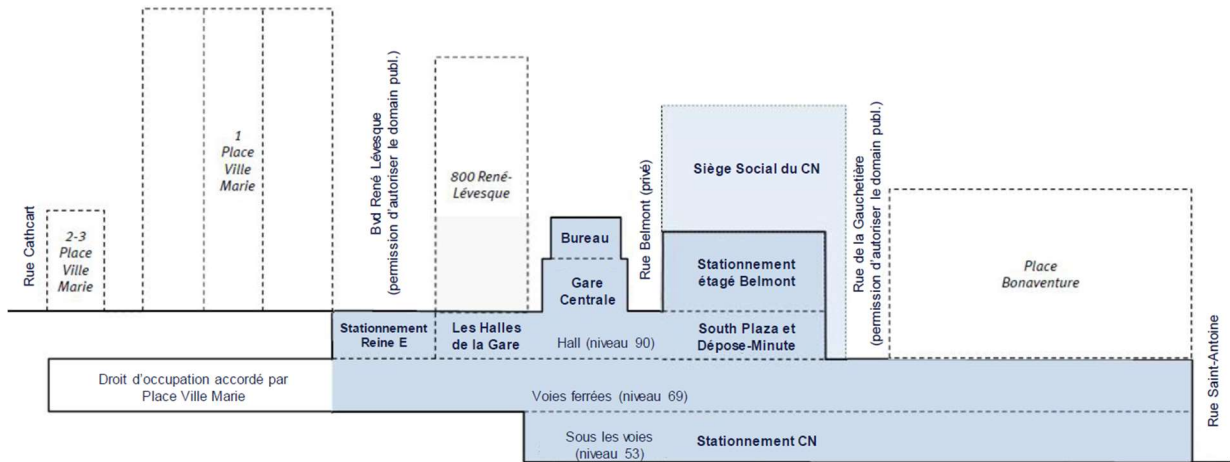 Rue Cathcart
2-3
Place
Ville
Marie
1
Place
Ville
Marie
Bvd René Lévesque
(permission d'autoriser le domain publ.)
800 René-
Lévesque
Bureau
Gare
Centrale
Rue Belmont (privé)
Siège Social du CN
Stationnement
étagé Belmont
Rue de la Gauchetière
(permission d'autoriser le domain publ.)
Place
Bonaventure
Rue Saint-Antoine
Stationnement
Reine E
Les Halles
de la Gare
Hall (niveau 90)
South Plaza et
Dépose-Minute
Droit d'occupation accordé par
Place Ville Marie
Voies ferrées (niveau 69)
Sous les voies
(niveau 53)
Stationnement CN